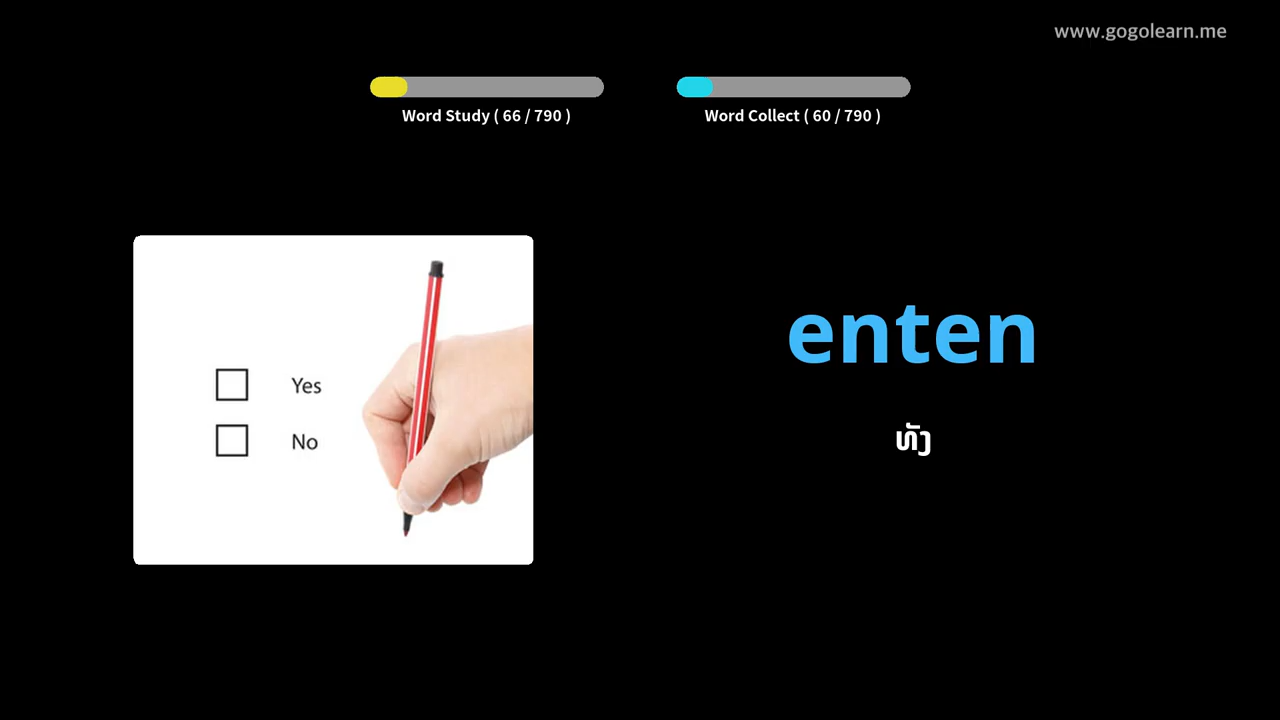 www.gogolearn.me
Word Study ( 66 / 790 )
Word Collect ( 60 / 790 )
Yes
No
enten
ທັງ